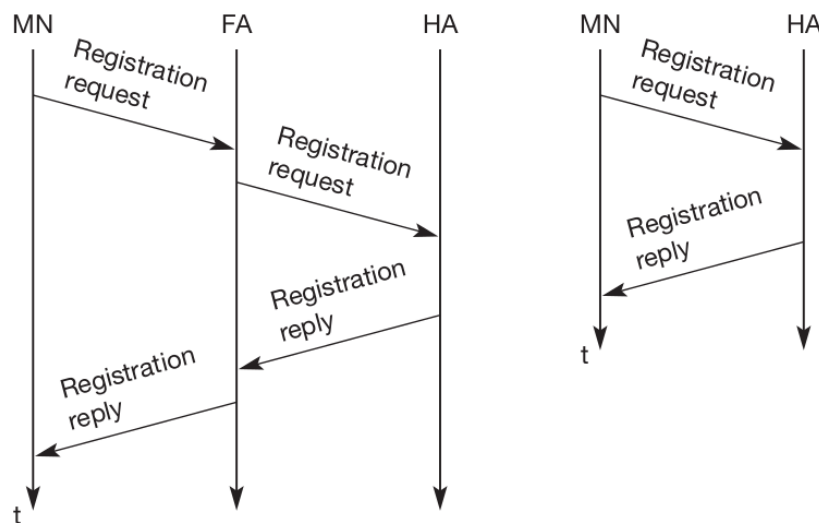 MN FA HA
Registration
request
Registration
request
Registration
reply
Registration
reply
t
MN HA
Registration
request
Registration
reply
t